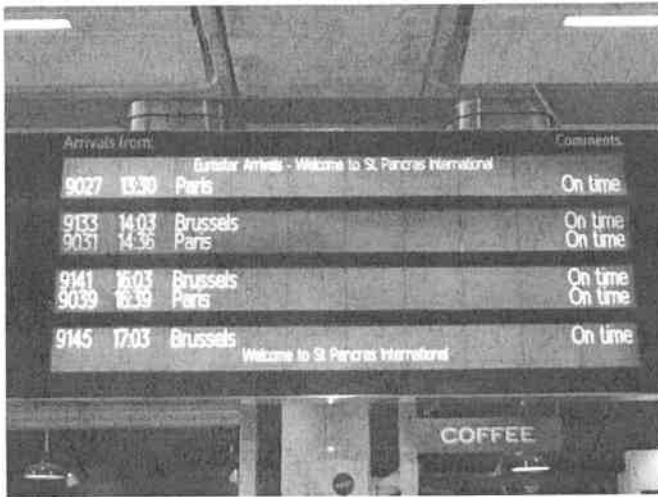 Arrivals from: Comments
Eurostar Arrivals - Welcome to St. Pancras International
9027 13:30 Paris On time
9133 14:03 Brussels On time
9031 14:36 Paris On time
9141 16:03 Brussels On time
9039 16:39 Paris On time
9145 17:03 Brussels On time
Welcome to St. Pancras International
COFFEE